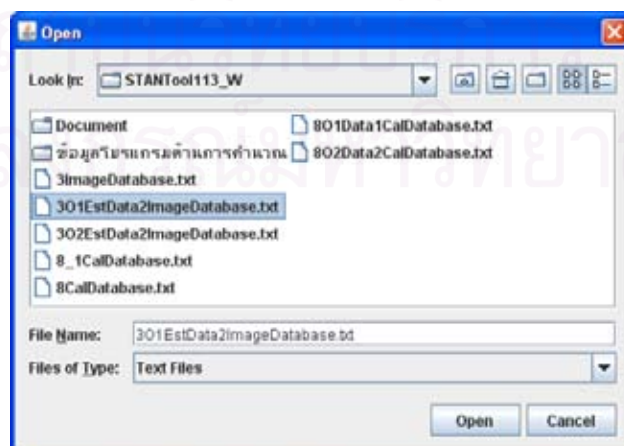 Open
Look In: STANTool113_W
Document
ข้อมูลโปรแกรมด้านการคำนวณ
3ImageDatabase.txt
3O1EstData2ImageDatabase.txt
3O2EstData2ImageDatabase.txt
8_1CalDatabase.txt
8CalDatabase.txt
8O1Data1CalDatabase.txt
8O2Data2CalDatabase.txt
File Name: 3O1EstData2ImageDatabase.txt
Files of Type: Text Files
Open Cancel